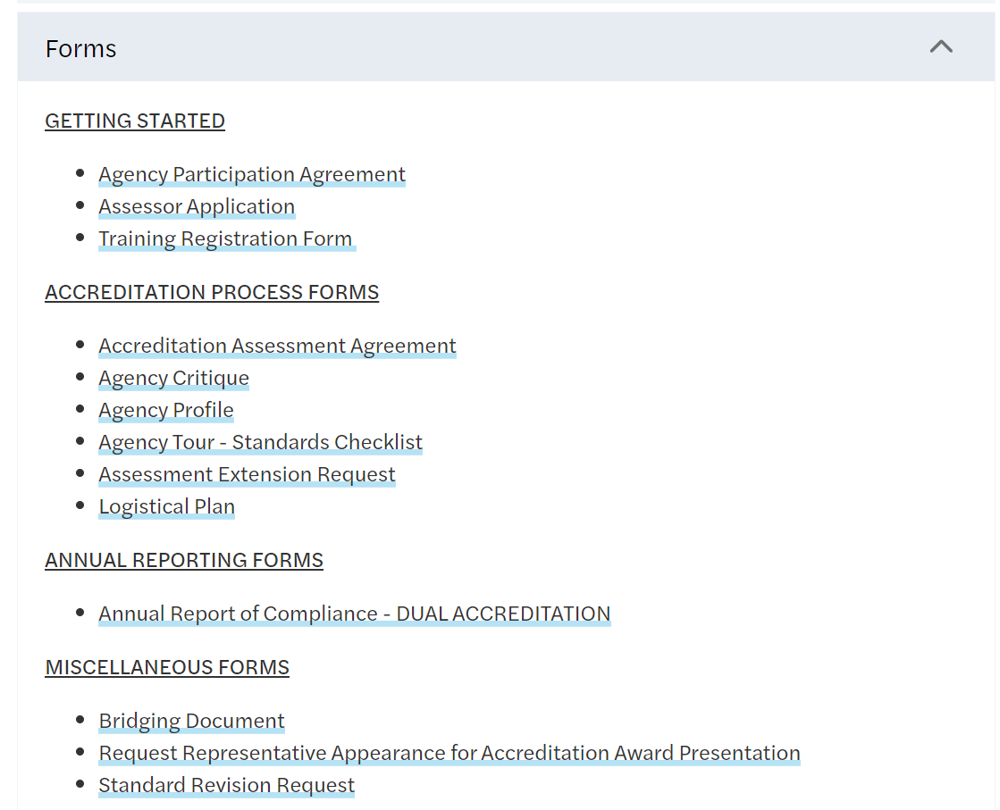 Forms
GETTING STARTED
Agency Participation Agreement
Assessor Application
Training Registration Form
ACCREDITATION PROCESS FORMS
Accreditation Assessment Agreement
Agency Critique
Agency Profile
Agency Tour - Standards Checklist
Assessment Extension Request
Logistical Plan
ANNUAL REPORTING FORMS
Annual Report of Compliance - DUAL ACCREDITATION
MISCELLANEOUS FORMS
Bridging Document
Request Representative Appearance for Accreditation Award Presentation
Standard Revision Request